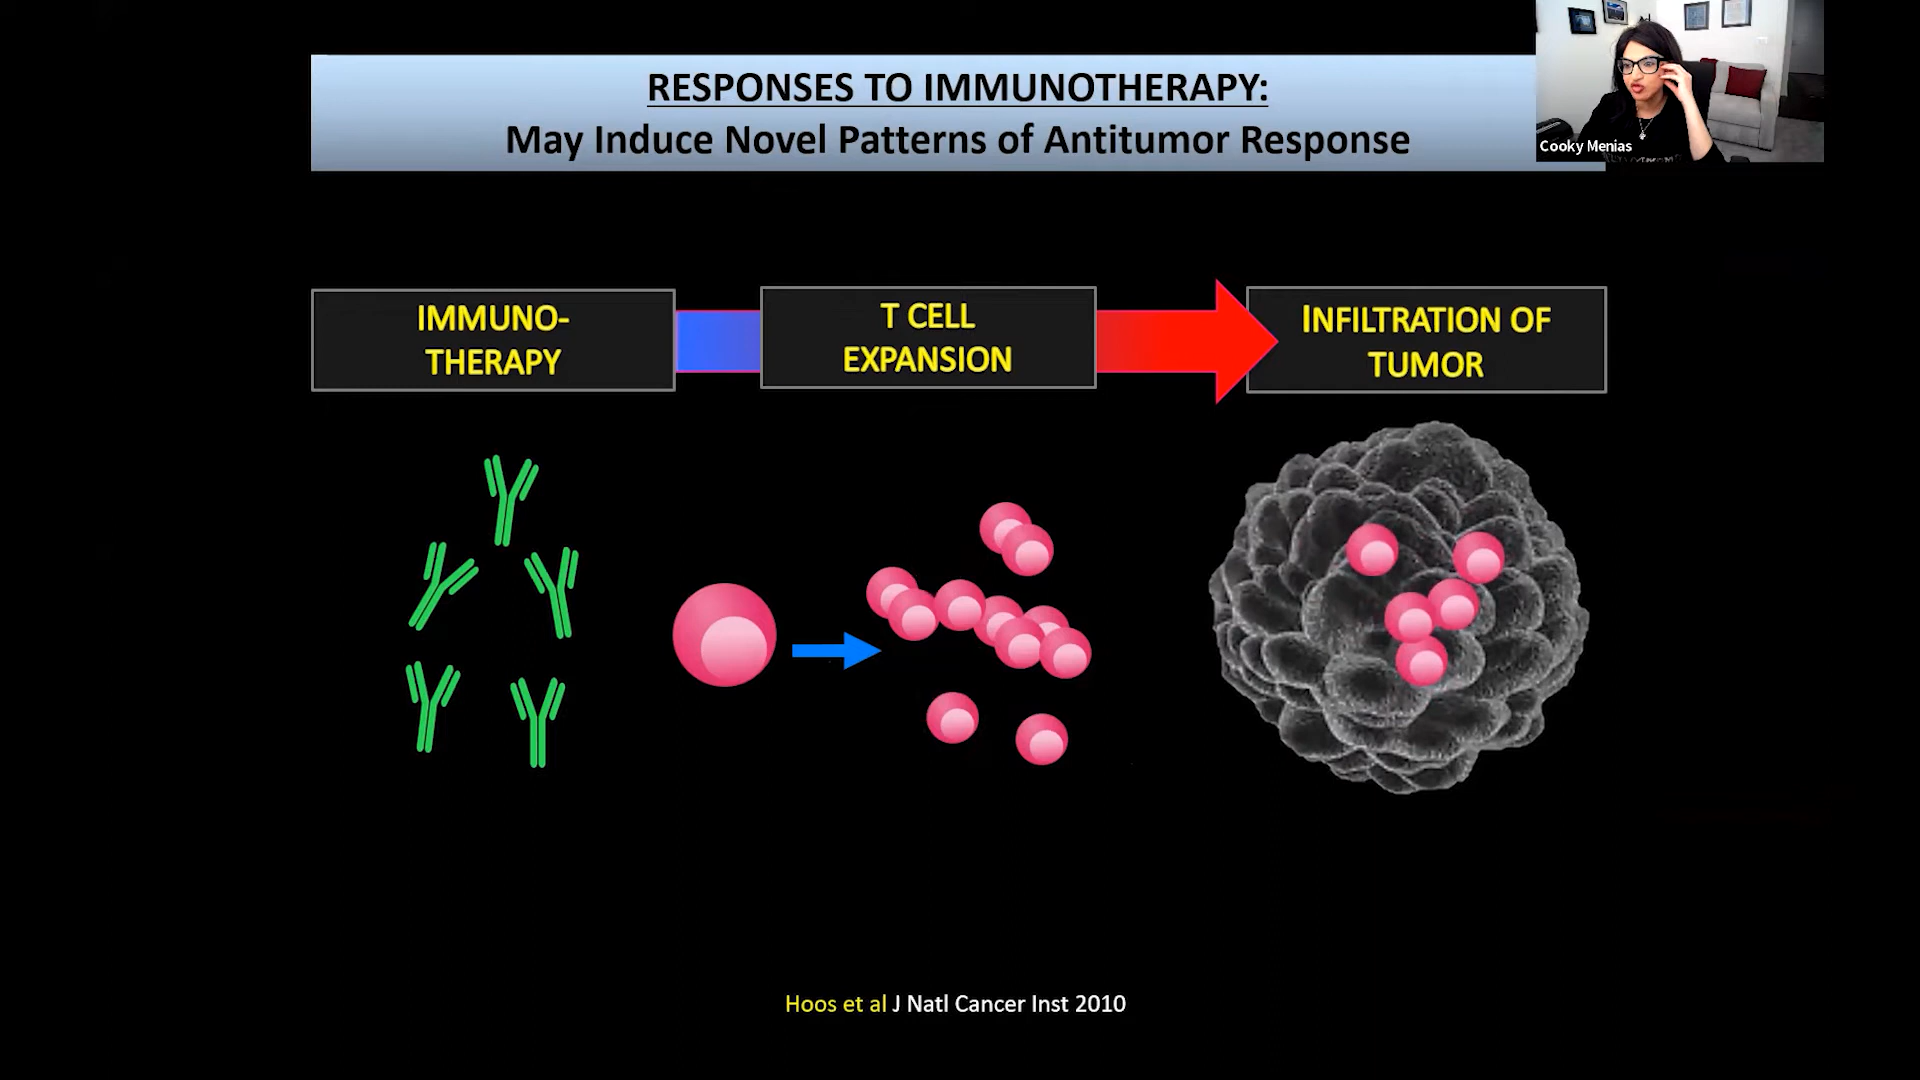 RESPONSES TO IMMUNOTHERAPY:
May Induce Novel Patterns of Antitumor Response
Cooky Menias
IMMUNO-
THERAPY
T CELL
EXPANSION
INFILTRATION OF
TUMOR
Hoos et al J Natl Cancer Inst 2010